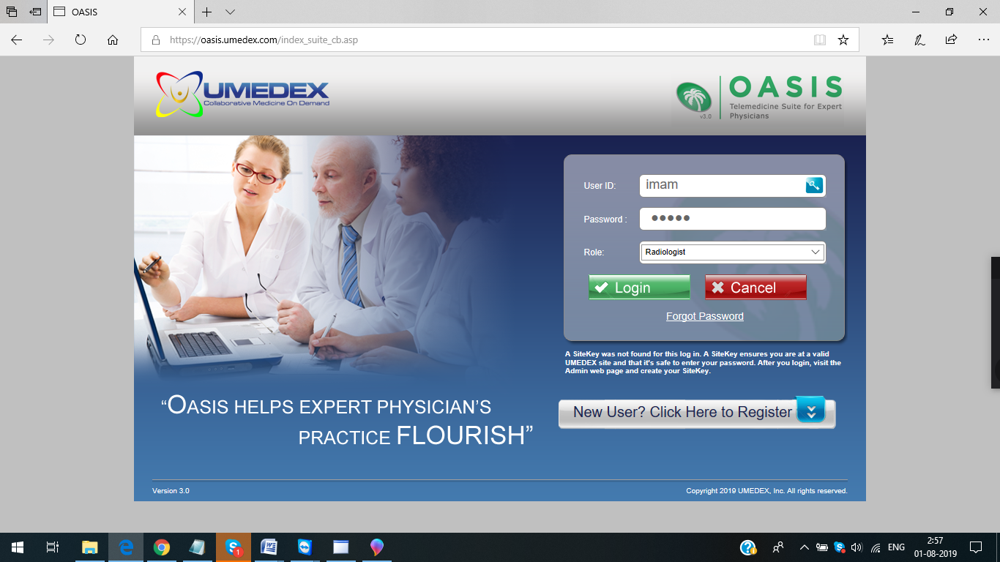 OASIS
https://oasis.umedex.com/index_suite_cb.asp
UMEDEX
Collaborative Medicine On Demand
OASIS
Telemedicine Suite for Expert
Physicians
v3.0
User ID:
imam
Password :
●●●●●
Role:
Radiologist
Login
Cancel
Forgot Password
A SiteKey was not found for this log in. A SiteKey ensures you are at a valid
UMEDEX site and that it's safe to enter your password. After you login, visit the
Admin web page and create your SiteKey.
“OASIS HELPS EXPERT PHYSICIAN’S
PRACTICE FLOURISH”
New User? Click Here to Register
Version 3.0
Copyright 2019 UMEDEX, Inc. All rights reserved.
1
ENG
2:57
01-08-2019